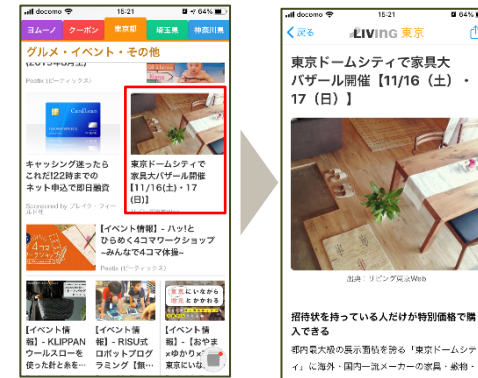 docomo 15:21 64%
ヨムーノ クーポン 東京都 埼玉県 神奈川県
グルメ・イベント・その他
Peatix (ピーティックス)
キャッシング迷ったら
これだ!22時までの
ネット申込で即日融資
Sponsored by ブレイク・フィー
ルド社
東京ドームシティで
家具大バザール開催
【11/16(土)・17
(日)】
【イベント情報】- ハッ!と
ひらめく4コマワークショップ
~みんなで4コマ体操~
Peatix (ピーティックス)
【イベント情
報】- KLIPPAN
ウールスローを
使った針と糸を…
【イベント情
報】- RISU式
ロボットプログ
ラミング【無…
東京にいながら
とかかわる
【イベント情
報】-【おやま
×ゆかり×
東京にいな
docomo 15:21 64%
戻る LIVING 東京
東京ドームシティで家具大
バザール開催【11/16(土)・
17(日)】
出典:リビング東京Web
招待状を持っている人だけが特別価格で購
入できる
都内最大級の展示面積を誇る「東京ドームシテ
ィ」に海外・国内一流メーカーの家具・敷物・